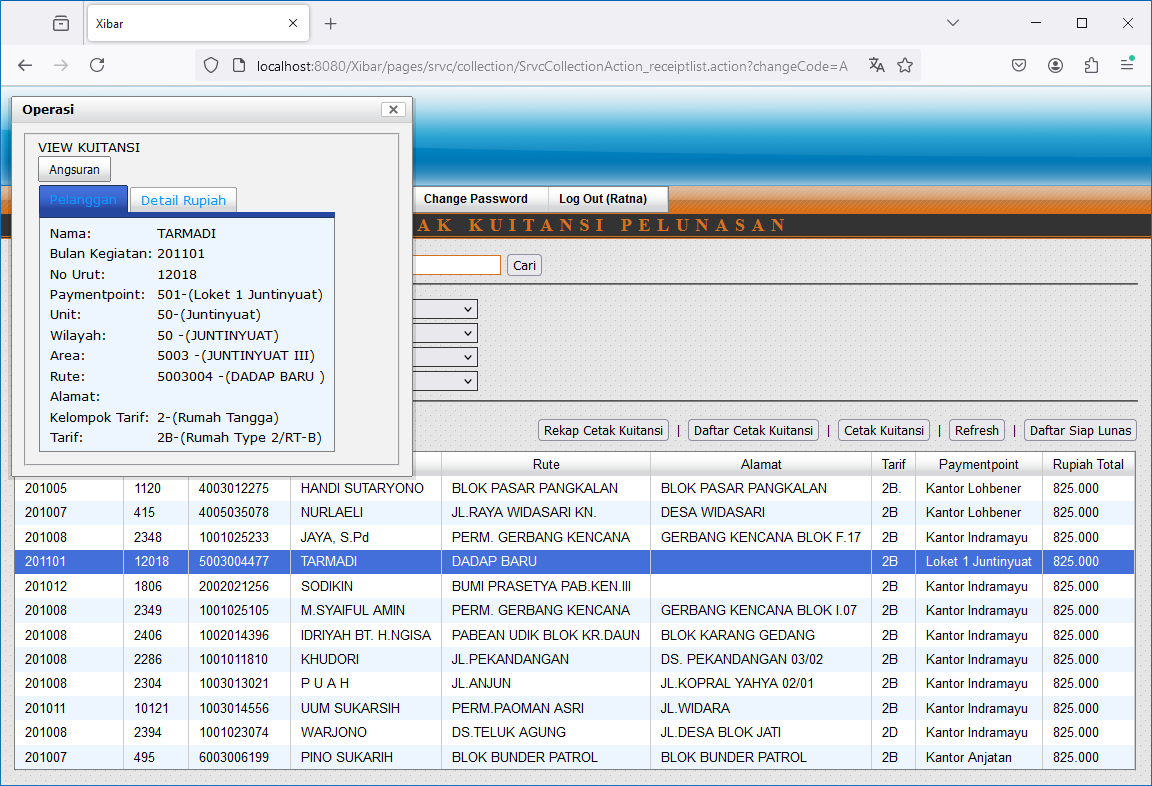 Xibar
localhost:8080/Xibar/pages/srvc/collection/SrvcCollectionAction_receiptlist.action?changeCode=A
Operasi
VIEW KUITANSI
Angsuran
Pelanggan Detail Rupiah
Nama: TARMADI
Bulan Kegiatan: 201101
No Urut: 12018
Paymentpoint: 501-(Loket 1 Juntinyuat)
Unit: 50-(Juntinyuat)
Wilayah: 50 -(JUNTINYUAT)
Area: 5003 -(JUNTINYUAT III)
Rute: 5003004 -(DADAP BARU )
Alamat:
Kelompok Tarif: 2-(Rumah Tangga)
Tarif: 2B-(Rumah Type 2/RT-B)
Change Password Log Out (Ratna)
AK KUITANSI PELUNASAN
Cari
Rekap Cetak Kuitansi | Daftar Cetak Kuitansi | Cetak Kuitansi | Refresh | Daftar Siap Lunas
Rute Alamat Tarif Paymentpoint Rupiah Total
201005 1120 4003012275 HANDI SUTARYONO BLOK PASAR PANGKALAN BLOK PASAR PANGKALAN 2B. Kantor Lohbener 825.000
201007 415 4005035078 NURLAELI JL.RAYA WIDASARI KN. DESA WIDASARI 2B Kantor Lohbener 825.000
201008 2348 1001025233 JAYA, S.Pd PERM. GERBANG KENCANA GERBANG KENCANA BLOK F.17 2B Kantor Indramayu 825.000
201101 12018 5003004477 TARMADI DADAP BARU 2B Loket 1 Juntinyuat 825.000
201012 1806 2002021256 SODIKIN BUMI PRASETYA PAB.KEN.III 2B Kantor Indramayu 825.000
201008 2349 1001025105 M.SYAIFUL AMIN PERM. GERBANG KENCANA GERBANG KENCANA BLOK I.07 2B Kantor Indramayu 825.000
201008 2406 1002014396 IDRIYAH BT. H.NGISA PABEAN UDIK BLOK KR.DAUN BLOK KARANG GEDANG 2B Kantor Indramayu 825.000
201008 2286 1001011810 KHUDORI JL.PEKANDANGAN DS. PEKANDANGAN 03/02 2B Kantor Indramayu 825.000
201008 2304 1003013021 P U A H JL.ANJUN JL.KOPRAL YAHYA 02/01 2B Kantor Indramayu 825.000
201011 10121 1003014556 UUM SUKARSIH PERM.PAOMAN ASRI JL.WIDARA 2B Kantor Indramayu 825.000
201008 2394 1001023074 WARJONO DS.TELUK AGUNG JL.DESA BLOK JATI 2D Kantor Indramayu 825.000
201007 495 6003006199 PINO SUKARIH BLOK BUNDER PATROL BLOK BUNDER PATROL 2B Kantor Anjatan 825.000